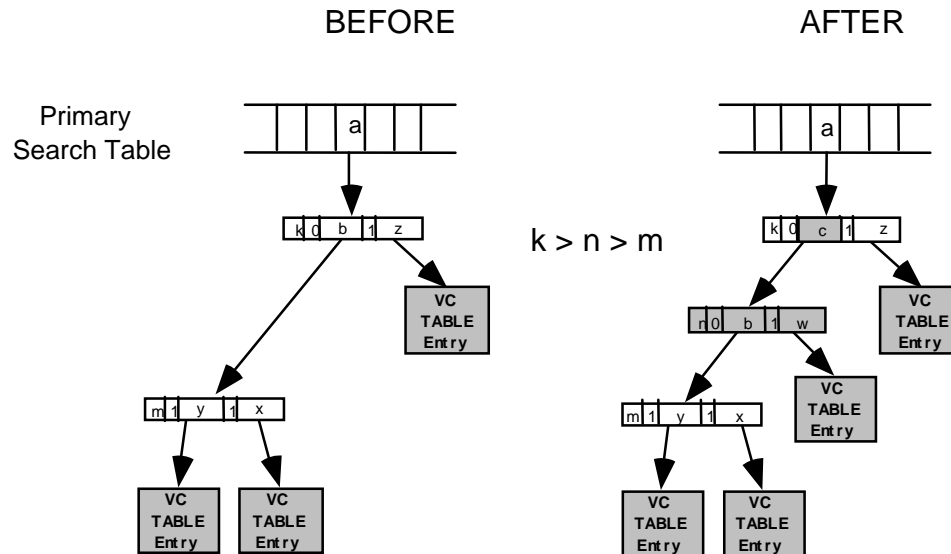 BEFORE
AFTER
Primary
Search Table
a
a
k 0 b 1 z
k > n > m
k 0 c 1 z
VC
TABLE
Entry
VC
TABLE
Entry
n 0 b 1 w
VC
TABLE
Entry
m 1 y 1 x
m 1 y 1 x
VC
TABLE
Entry
VC
TABLE
Entry
VC
TABLE
Entry
VC
TABLE
Entry